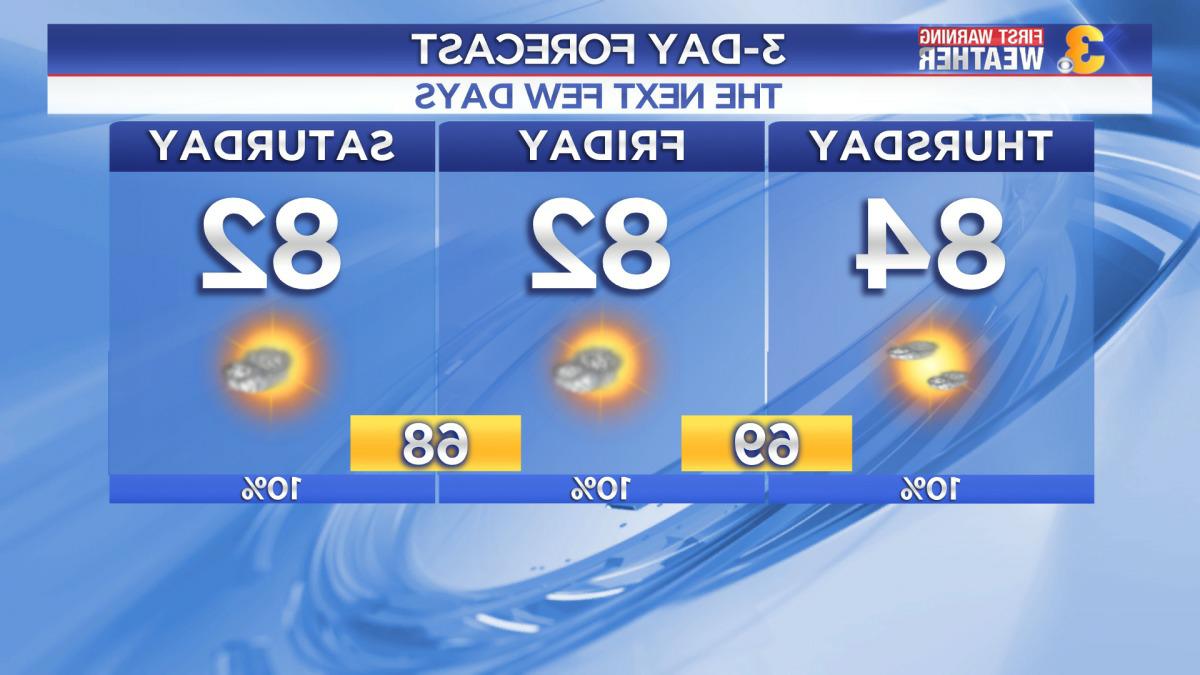 3 FIRST WARNING
WEATHER
3-DAY FORECAST
THE NEXT FEW DAYS
THURSDAY FRIDAY SATURDAY
84 82 82
69 68
10% 10% 10%